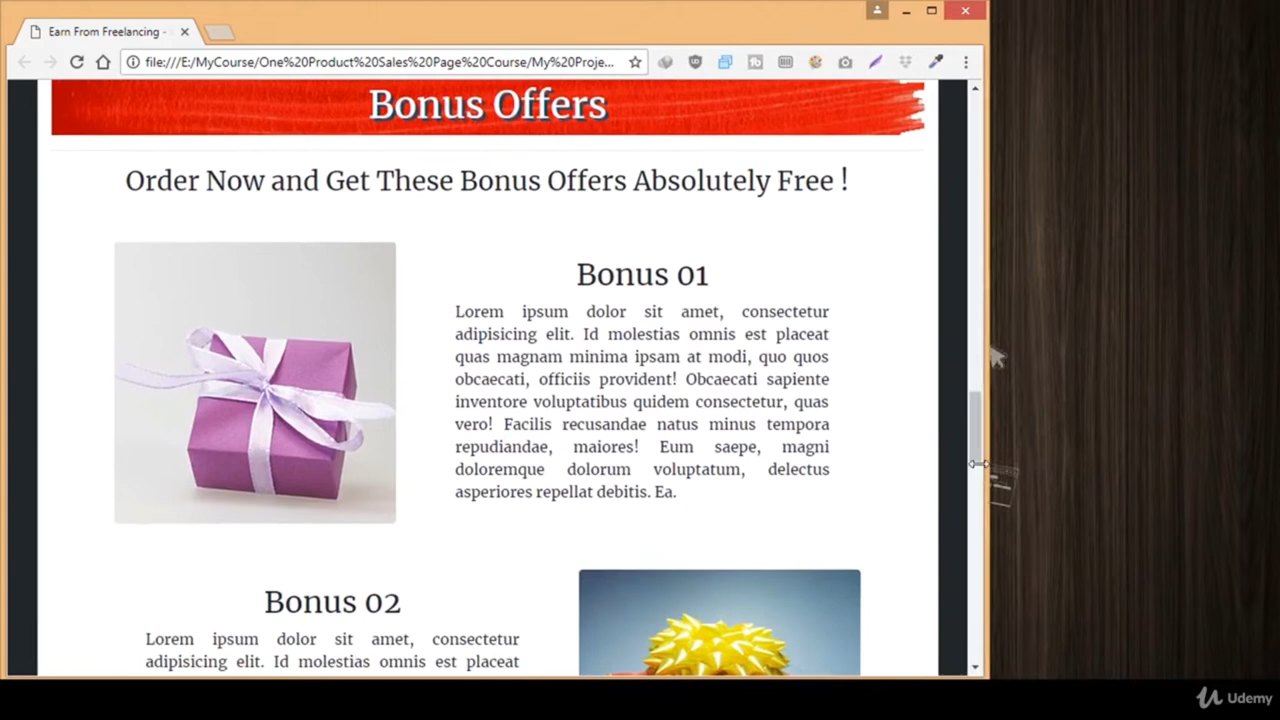 Earn From Freelancing -
file:///E:/MyCourse/One%20Product%20Sales%20Page%20Course/My%20Proje...
Bonus Offers
Order Now and Get These Bonus Offers Absolutely Free !
Bonus 01
Lorem ipsum dolor sit amet, consectetur
adipisicing elit. Id molestias omnis est placeat
quas magnam minima ipsam at modi, quo quos
obcaecati, officiis provident! Obcaecati sapiente
inventore voluptatibus quidem consectetur, quas
vero! Facilis recusandae natus minus tempora
repudiandae, maiores! Eum saepe, magni
doloremque dolorum voluptatum, delectus
asperiores repellat debitis. Ea.
Bonus 02
Lorem ipsum dolor sit amet, consectetur
adipisicing elit. Id molestias omnis est placeat
Udemy